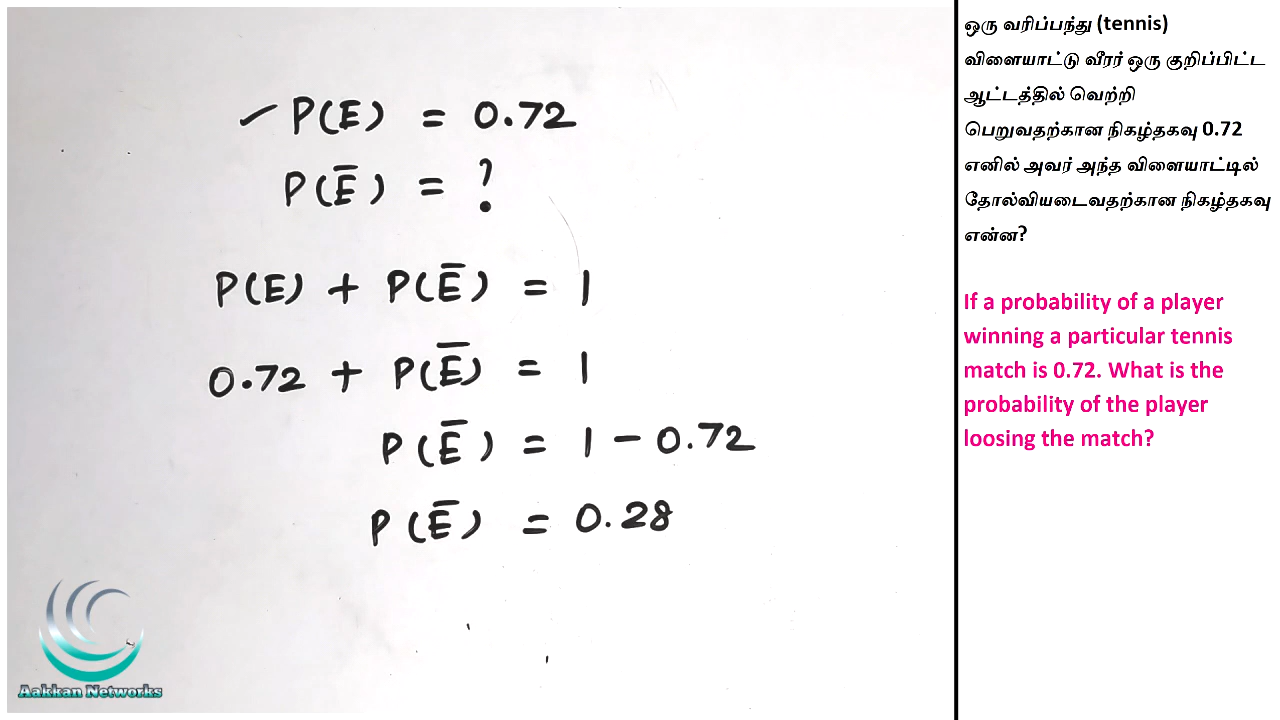 P(E) = 0.72
P(E̅) = ?
P(E) + P(E̅) = 1
0.72 + P(E̅) = 1
P(E̅) = 1 - 0.72
P(E̅) = 0.28
Aakkan Networks
ஒரு வரிப்பந்து (tennis)
விளையாட்டு வீரர் ஒரு குறிப்பிட்ட
ஆட்டத்தில் வெற்றி
பெறுவதற்கான நிகழ்தகவு 0.72
எனில் அவர் அந்த விளையாட்டில்
தோல்வியடைவதற்கான நிகழ்தகவு
என்ன?
If a probability of a player
winning a particular tennis
match is 0.72. What is the
probability of the player
loosing the match?